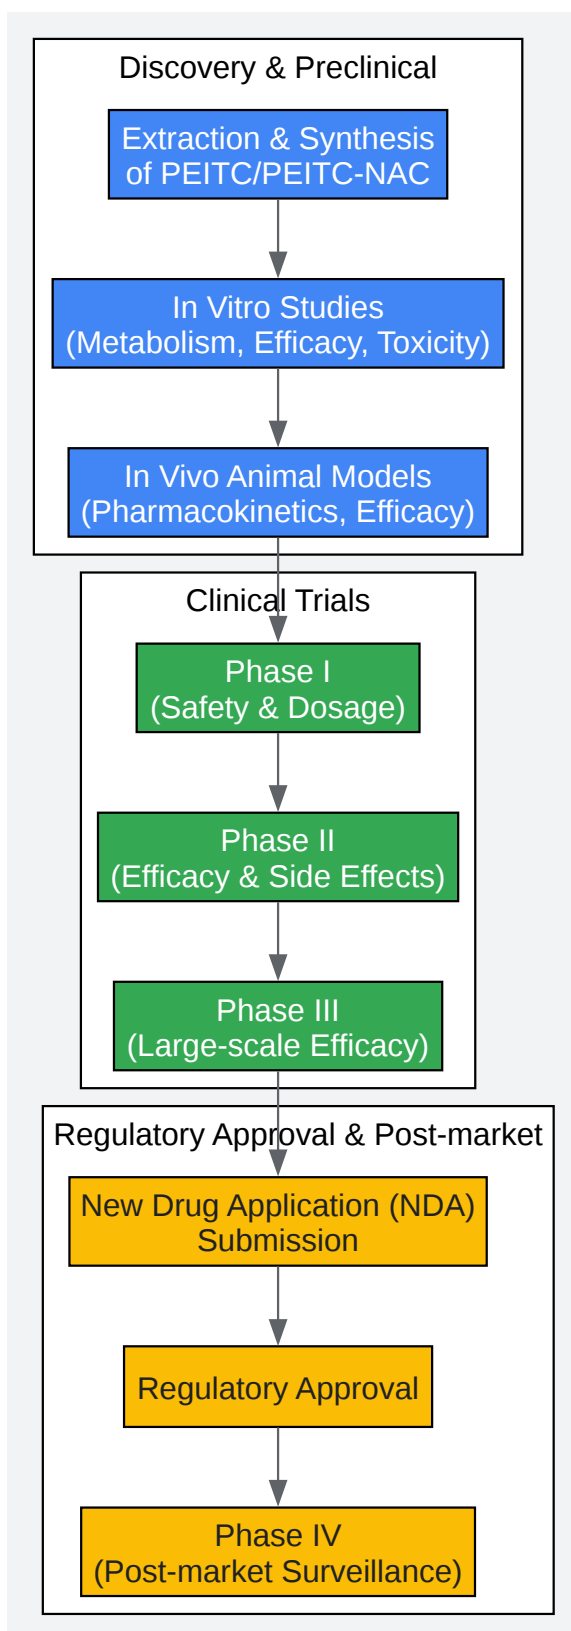 Discovery & Preclinical
Extraction & Synthesis
of PEITC/PEITC-NAC
In Vitro Studies
(Metabolism, Efficacy, Toxicity)
In Vivo Animal Models
(Pharmacokinetics, Efficacy)
Clinical Trials
Phase I
(Safety & Dosage)
Phase II
(Efficacy & Side Effects)
Phase III
(Large-scale Efficacy)
Regulatory Approval & Post-market
New Drug Application (NDA)
Submission
Regulatory Approval
Phase IV
(Post-market Surveillance)